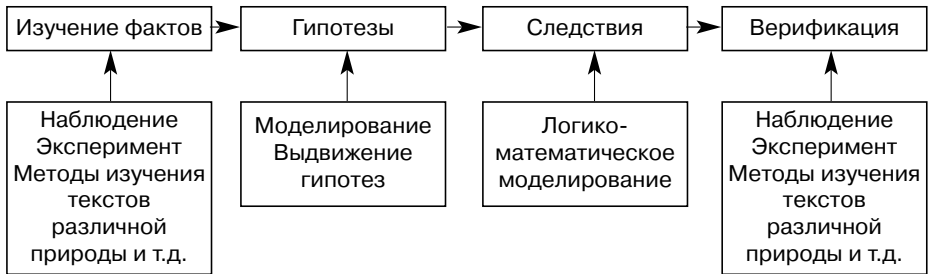 Изучение фактов
Гипотезы
Следствия
Верификация
Наблюдение
Эксперимент
Методы изучения
текстов
различной
природы и т.д.
Моделирование
Выдвижение
гипотез
Логико-
математическое
моделирование
Наблюдение
Эксперимент
Методы изучения
текстов
различной
природы и т.д.